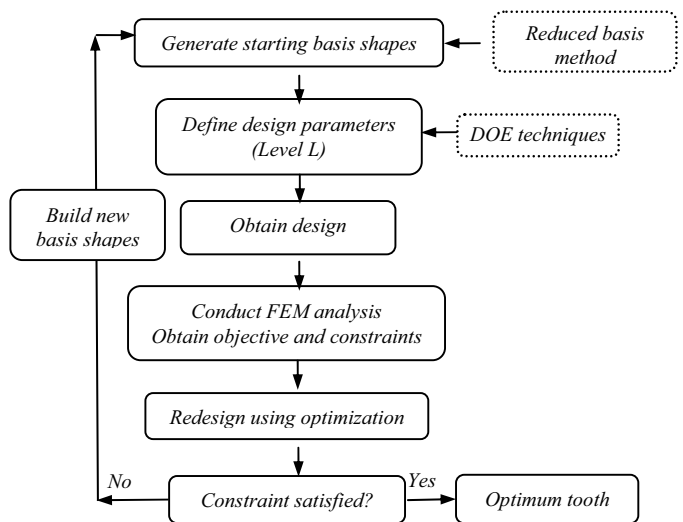 Generate starting basis shapes
Reduced basis
method
Define design parameters
(Level L)
DOE techniques
Build new
basis shapes
Obtain design
Conduct FEM analysis
Obtain objective and constraints
Redesign using optimization
No
Constraint satisfied?
Yes
Optimum tooth